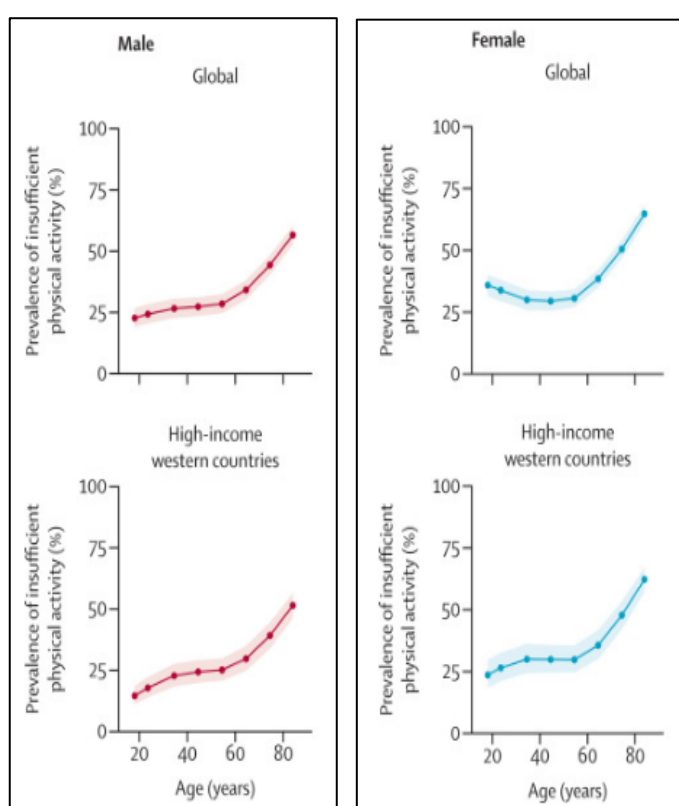 Male
Global
Prevalence of insufficient
physical activity (%)
100
75
50
25
0
High-income
western countries
Prevalence of insufficient
physical activity (%)
100
75
50
25
0
20 40 60 80
Age (years)
Female
Global
Prevalence of insufficient
physical activity (%)
100
75
50
25
0
High-income
western countries
Prevalence of insufficient
physical activity (%)
100
75
50
25
0
20 40 60 80
Age (years)